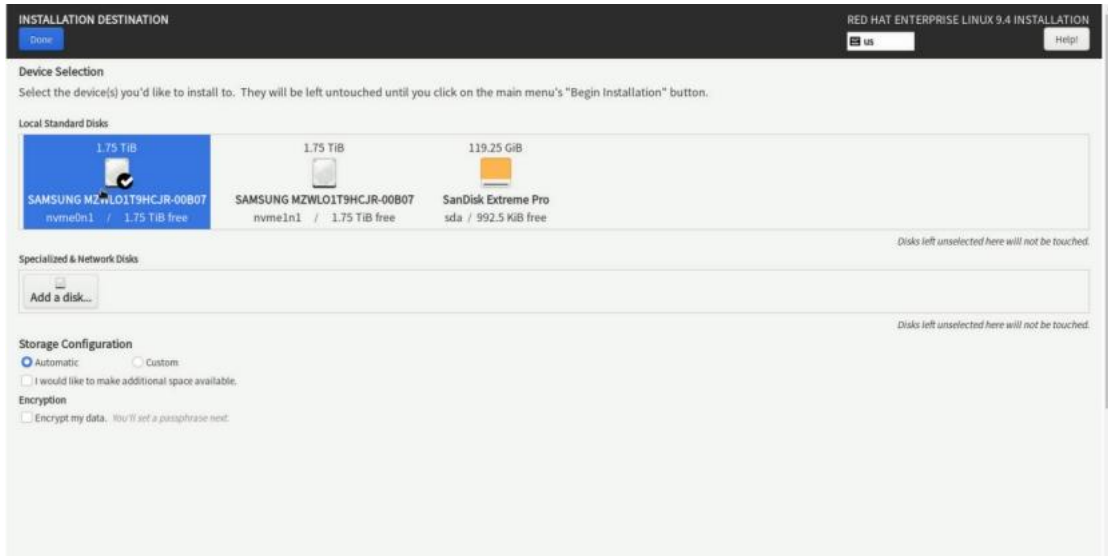 INSTALLATION DESTINATION
RED HAT ENTERPRISE LINUX 9.4 INSTALLATION
Done
us
Help!
Device Selection
Select the device(s) you'd like to install to. They will be left untouched until you click on the main menu's "Begin Installation" button.
Local Standard Disks
1.75 TiB
SAMSUNG MZWLO1T9HCJR-00B07
nvme0n1 / 1.75 TiB free
1.75 TiB
SAMSUNG MZWLO1T9HCJR-00B07
nvme1n1 / 1.75 TiB free
119.25 GiB
SanDisk Extreme Pro
sda / 992.5 KiB free
Disks left unselected here will not be touched.
Specialized & Network Disks
Add a disk...
Disks left unselected here will not be touched.
Storage Configuration
Automatic
Custom
I would like to make additional space available.
Encryption
Encrypt my data. You'll set a passphrase next.